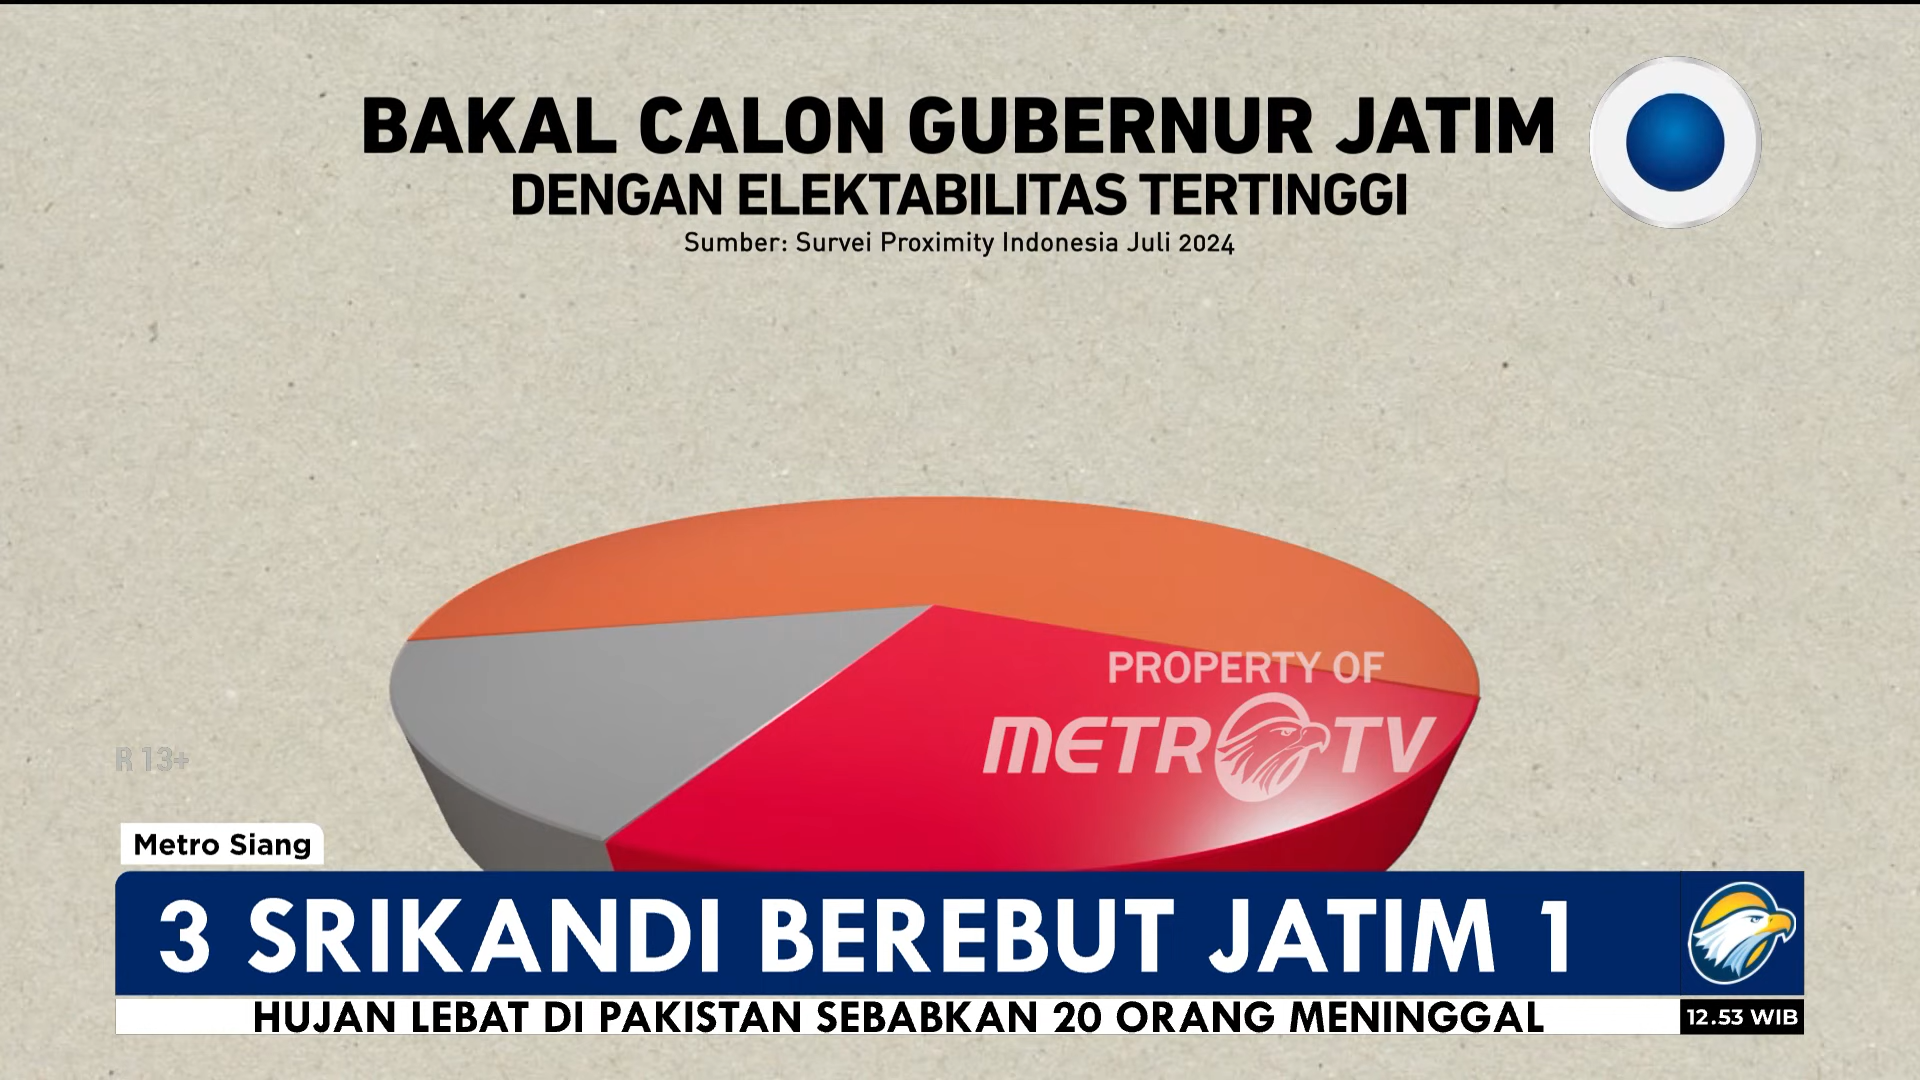 BAKAL CALON GUBERNUR JATIM
DENGAN ELEKTABILITAS TERTINGGI
Sumber: Survei Proximity Indonesia Juli 2024
PROPERTY OF
METRO TV
R 13+
Metro Siang
3 SRIKANDI BEREBUT JATIM 1
HUJAN LEBAT DI PAKISTAN SEBABKAN 20 ORANG MENINGGAL
12.53 WIB